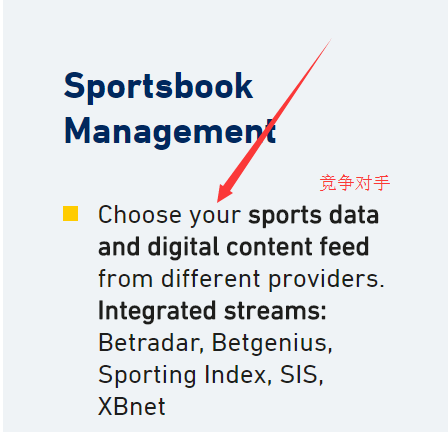 Sportsbook
Management
竞争对手
Choose your sports data
and digital content feed
from different providers.
Integrated streams:
Betradar, Betgenius,
Sporting Index, SIS,
XBnet